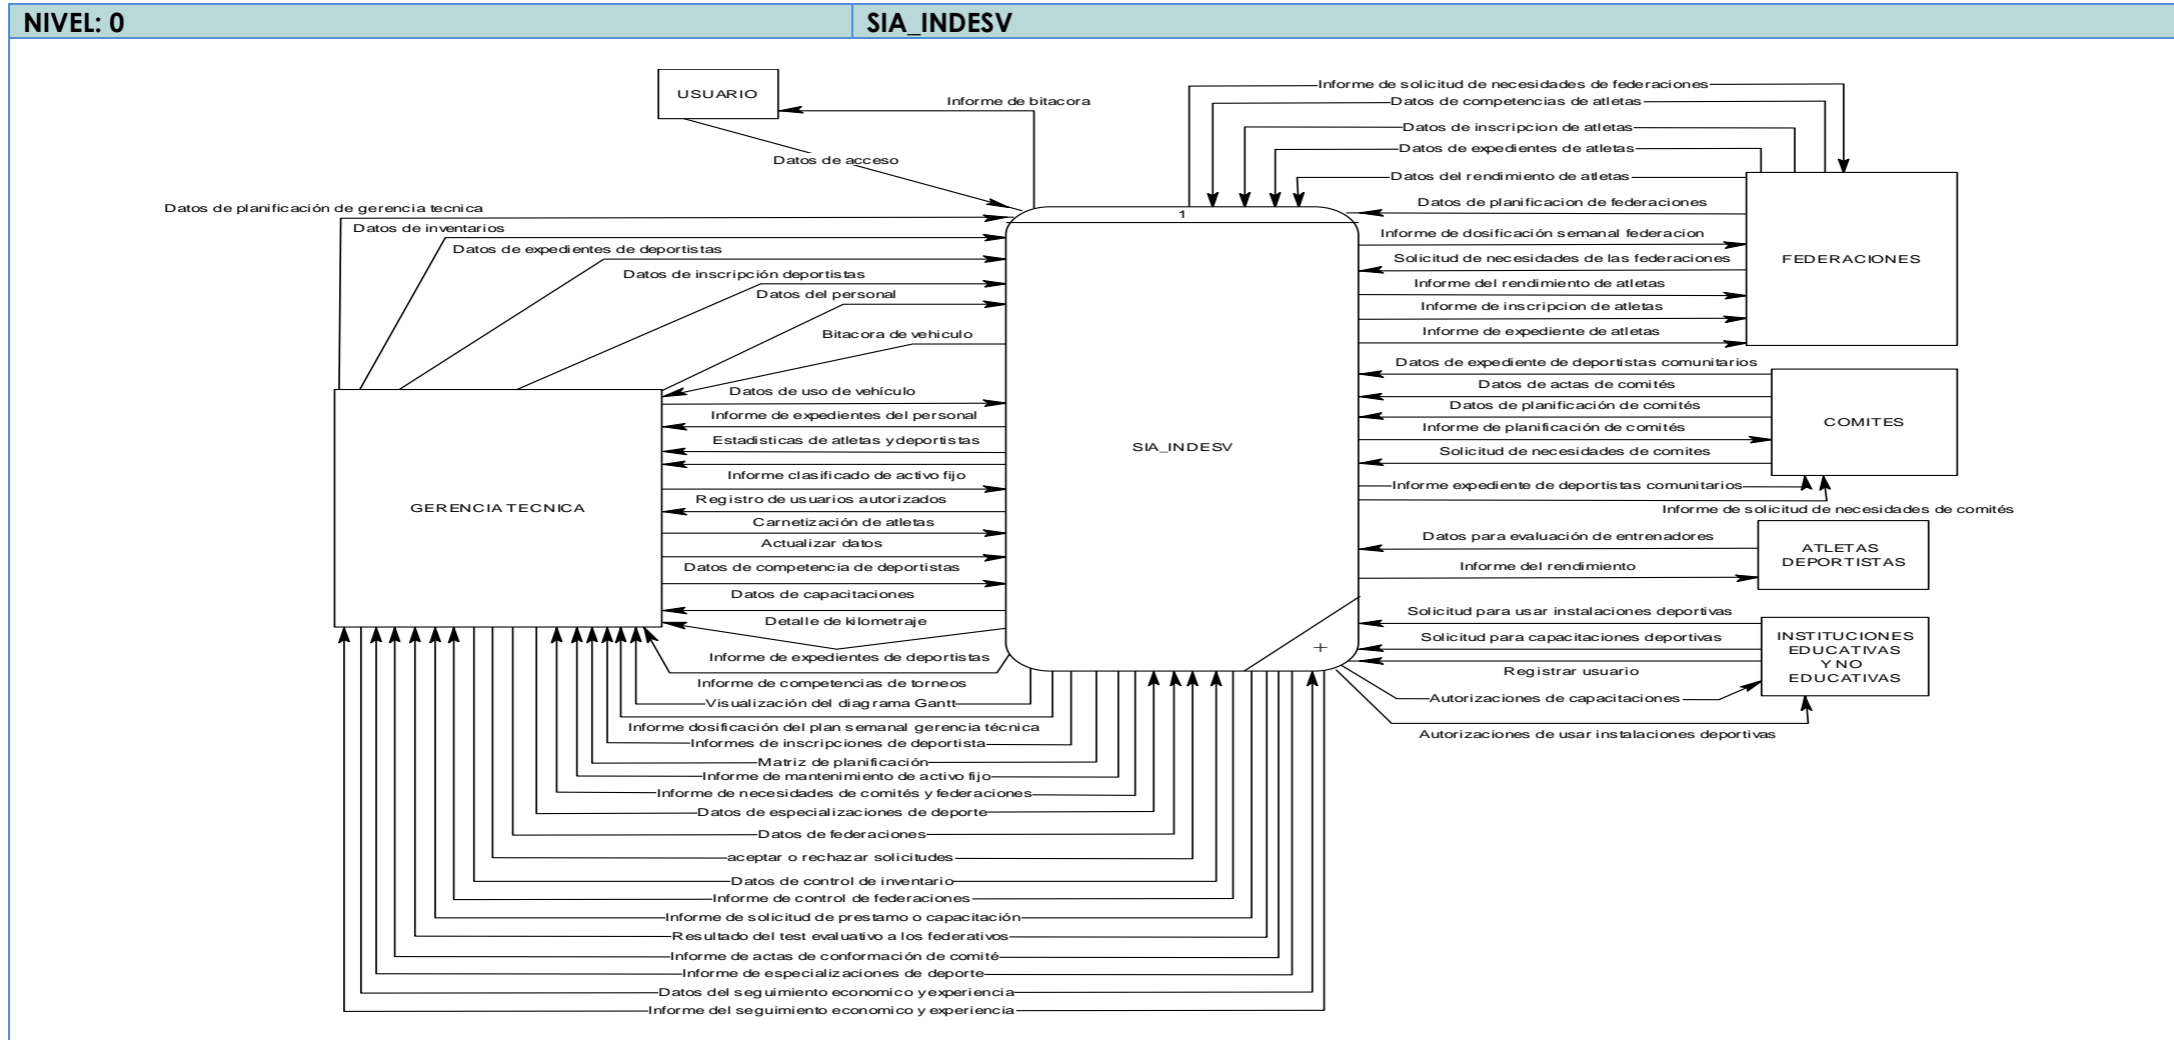 NIVEL: 0
SIA_INDESV
USUARIO
Informe de bitacora
Datos de acceso
Informe de solicitud de necesidades de federaciones
Datos de competencias de atletas
Datos de inscripcion de atletas
Datos de expedientes de atletas
Datos del rendimiento de atletas
Datos de planificacion de federaciones
Informe de dosificación semanal federacion
Solicitud de necesidades de las federaciones
Informe del rendimiento de atletas
Informe de inscripcion de atletas
Informe de expediente de atletas
FEDERACIONES
Datos de planificación de gerencia tecnica
Datos de inventarios
Datos de expedientes de deportistas
Datos de inscripción deportistas
Datos del personal
Bitacora de vehiculo
Datos de uso de vehículo
Informe de expedientes del personal
Estadisticas de atletas y deportistas
Informe clasificado de activo fijo
Registro de usuarios autorizados
Carnetización de atletas
Actualizar datos
Datos de competencia de deportistas
Datos de capacitaciones
Detalle de kilometraje
GERENCIA TECNICA
1
SIA_INDESV
+
Datos de expediente de deportistas comunitarios
Datos de actas de comités
Datos de planificación de comités
Informe de planificación de comités
Solicitud de necesidades de comites
Informe expediente de deportistas comunitarios
Informe de solicitud de necesidades de comités
COMITES
Datos para evaluación de entrenadores
Informe del rendimiento
ATLETAS
DEPORTISTAS
Solicitud para usar instalaciones deportivas
Solicitud para capacitaciones deportivas
Registrar usuario
Autorizaciones de capacitaciones
Autorizaciones de usar instalaciones deportivas
INSTITUCIONES
EDUCATIVAS
Y NO
EDUCATIVAS
Informe de expedientes de deportistas
Informe de competencias de torneos
Visualización del diagrama Gantt
Informe dosificación del plan semanal gerencia técnica
Informes de inscripciones de deportista
Matriz de planificación
Informe de mantenimiento de activo fijo
Informe de necesidades de comités y federaciones
Datos de especializaciones de deporte
Datos de federaciones
aceptar o rechazar solicitudes
Datos de control de inventario
Informe de control de federaciones
Informe de solicitud de prestamo o capacitación
Resultado del test evaluativo a los federativos
Informe de actas de conformación de comité
Informe de especializaciones de deporte
Datos del seguimiento economico y experiencia
Informe del seguimiento economico y experiencia